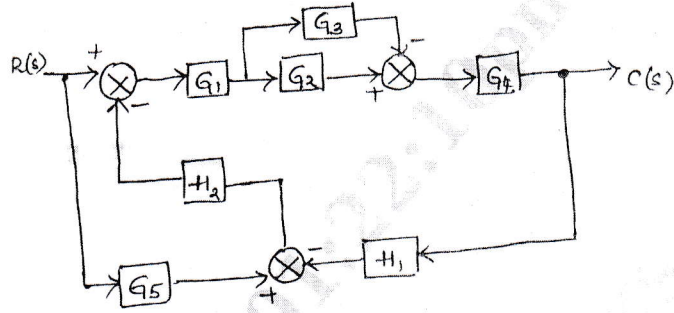 G₃
R(s) + - G₁ G₂ + - G₄ C(s)
H₂
G₅ + - H₁